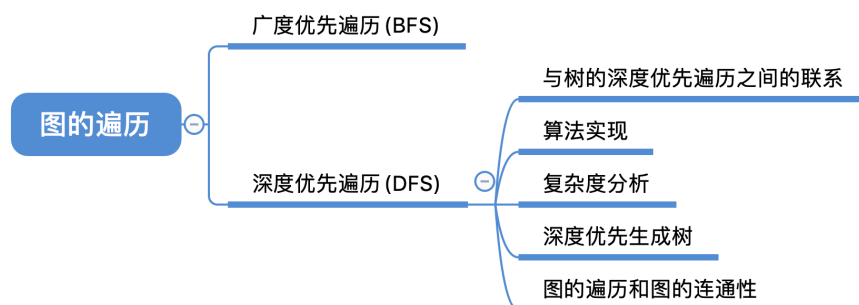 广度优先遍历(BFS)
与树的深度优先遍历之间的联系
图的遍历
算法实现
深度优先遍历(DFS)
复杂度分析
深度优先生成树
图的遍历和图的连通性